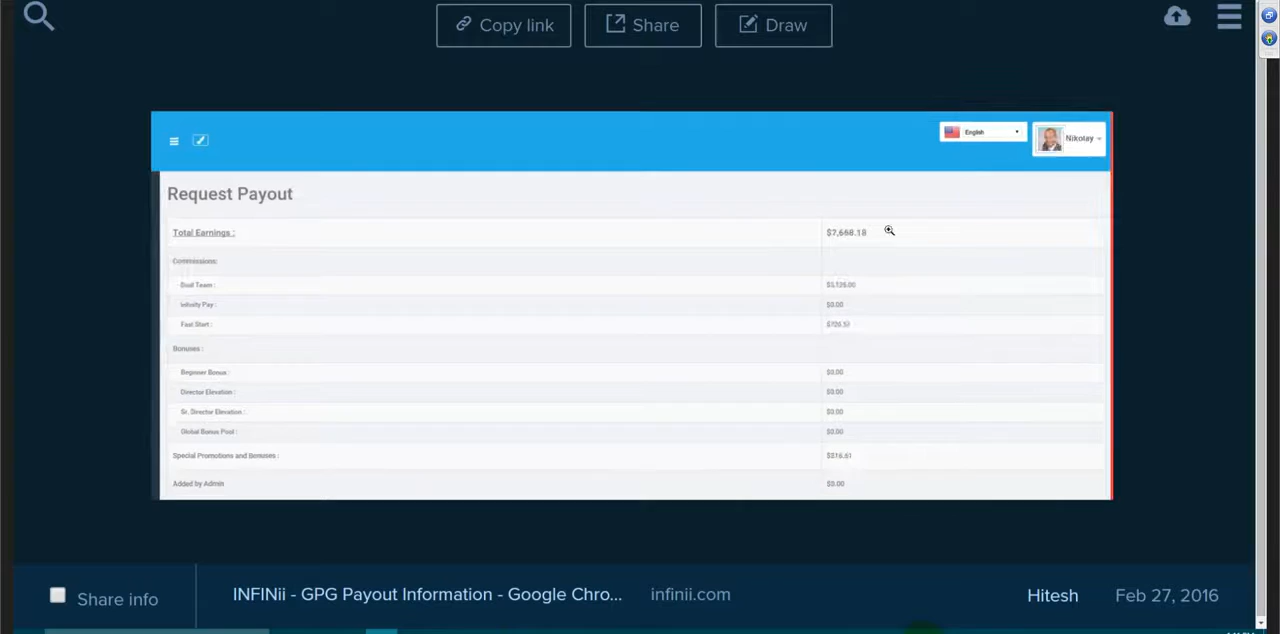 Copy link
Share
Draw
English
Nikolay
Request Payout
Total Earnings :
$7,668.18
Commissions:
Dual Team :
Infinity Pay :
$0.00
Fast Start :
Bonuses :
Beginner Bonus :
$0.00
Director Elevation :
$0.00
Sr. Director Elevation :
$0.00
Global Bonus Pool :
$0.00
Special Promotions and Bonuses :
Added by Admin
$0.00
Share info
INFINii - GPG Payout Information - Google Chro...
infinii.com
Hitesh
Feb 27, 2016